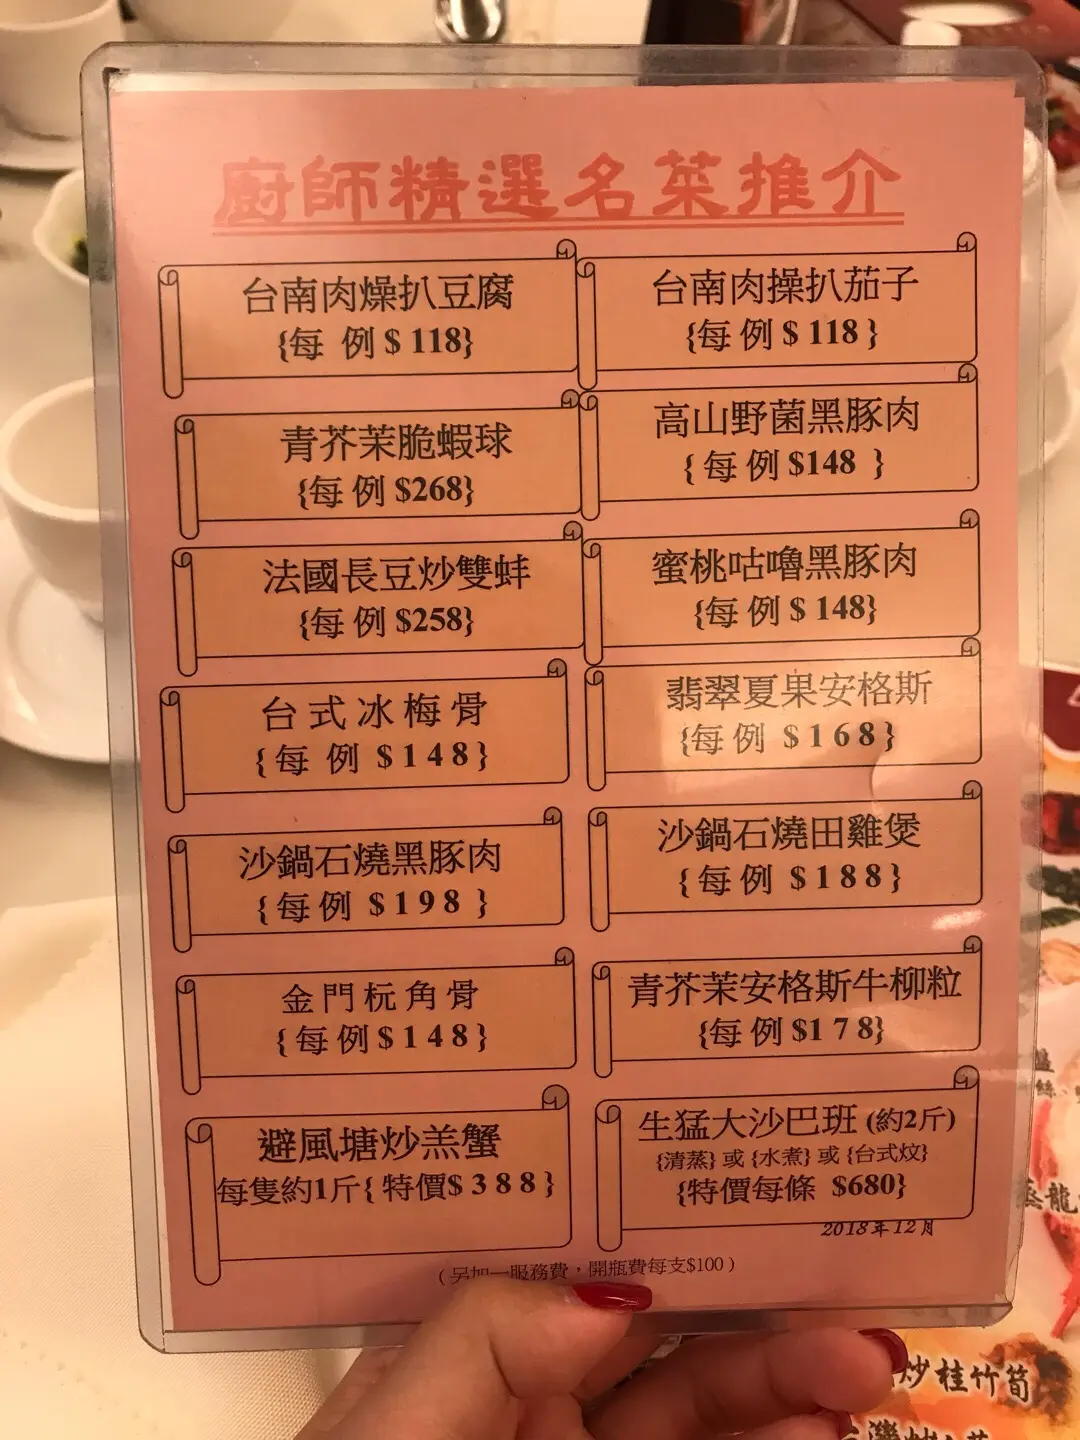 廚師精選名菜推介
台南肉燥扒豆腐
{每 例 $ 118}
台南肉操扒茄子
{每 例 $ 118 }
青芥茉脆蝦球
{每 例 $268}
高山野菌黑豚肉
{ 每 例 $148 }
法國長豆炒雙蚌
{每 例 $258}
蜜桃咕嚕黑豚肉
{每 例 $ 148}
台 式 冰 梅 骨
{ 每 例 $ 1 4 8 }
翡翠夏果安格斯
{每 例 $ 1 6 8 }
沙鍋石燒黑豚肉
{ 每 例 $ 1 9 8 }
沙鍋石燒田雞煲
{ 每 例 $ 1 8 8 }
金 門 杬 角 骨
{ 每 例 $ 1 4 8 }
青芥茉安格斯牛柳粒
{每 例 $1 7 8}
避風塘炒羔蟹
每隻約1斤{ 特價$ 3 8 8 }
生猛大沙巴班 (約2斤)
{清蒸} 或 {水煮} 或 {台式炆}
{特價每條 $680}
2018年12月
( 另加一服務費，開瓶費每支$100 )
炒桂竹筍